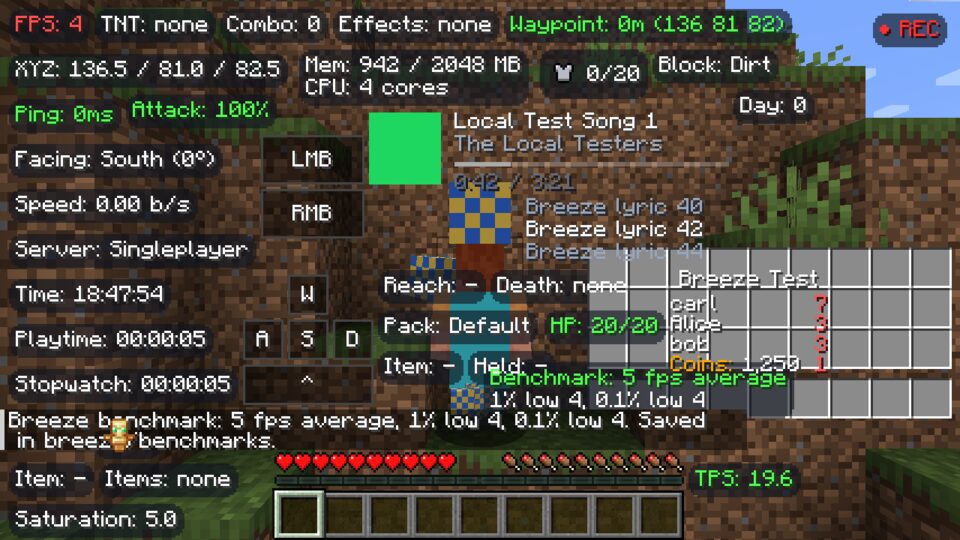 FPS: 4 TNT: none Combo: 0 Effects: none Waypoint: 0m (136 81 82) REC
XYZ: 136.5 / 81.0 / 82.5
Mem: 942 / 2048 MB
CPU: 4 cores
0/20
Block: Dirt
Day: 0
Ping: 0ms
Attack: 100%
Local Test Song 1
The Local Testers
0:42 / 3:21
Facing: South (0°)
LMB
Speed: 0.00 b/s
RMB
Breeze lyric 40
Breeze lyric 42
Breeze lyric 44
Server: Singleplayer
Reach: - Death: none
Breeze Test
Time: 18:47:54
W
carl 7
Alice 3
bob 3
Coins: 1,250 1
Pack: Default HP: 20/20
Playtime: 00:00:05
A S D
Item: - Held: -
Stopwatch: 00:00:05
^
Benchmark: 5 fps average
1% low 4, 0.1% low 4
Breeze benchmark: 5 fps average, 1% low 4, 0.1% low 4. Saved
in breeze benchmarks.
Item: - Items: none
TPS: 19.6
Saturation: 5.0